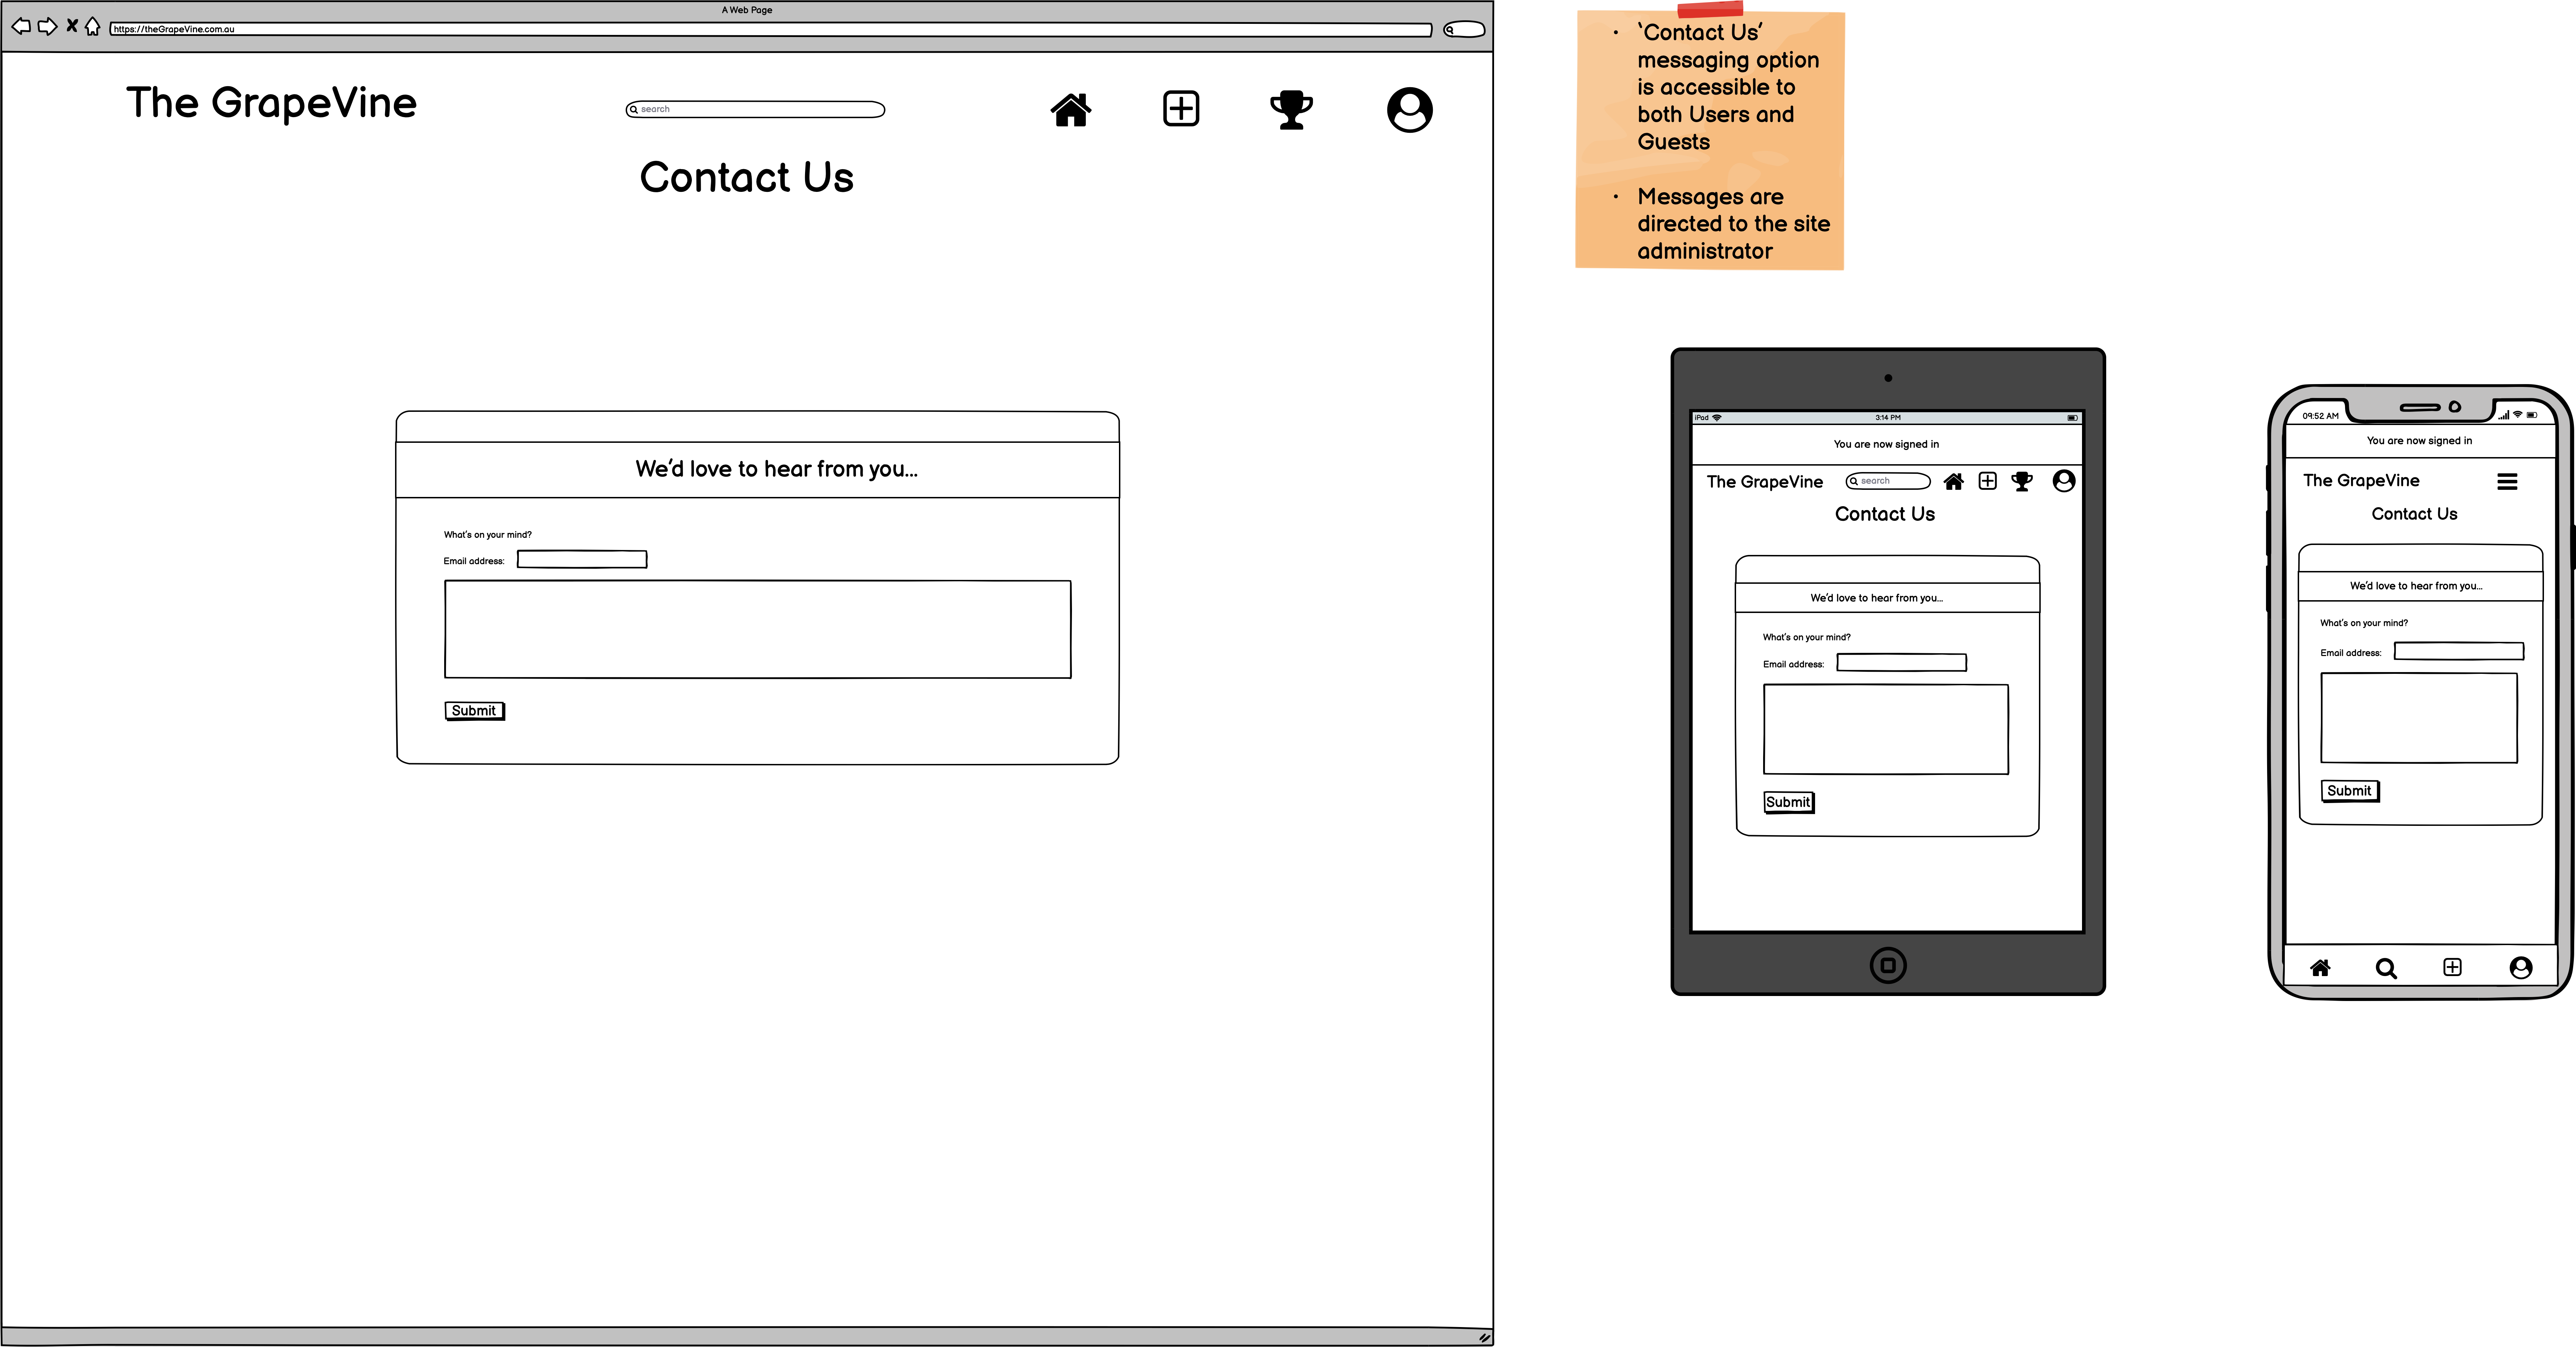 A Web Page
https://theGrapeVine.com.au
The GrapeVine
search
Contact Us
We'd love to hear from you...
What's on your mind?
Email address:
Submit
• 'Contact Us'
messaging option
is accessible to
both Users and
Guests
• Messages are
directed to the site
administrator
iPad
3:14 PM
You are now signed in
The GrapeVine
search
Contact Us
We'd love to hear from you...
What's on your mind?
Email address:
Submit
09:52 AM
You are now signed in
The GrapeVine
Contact Us
We'd love to hear from you...
What's on your mind?
Email address:
Submit